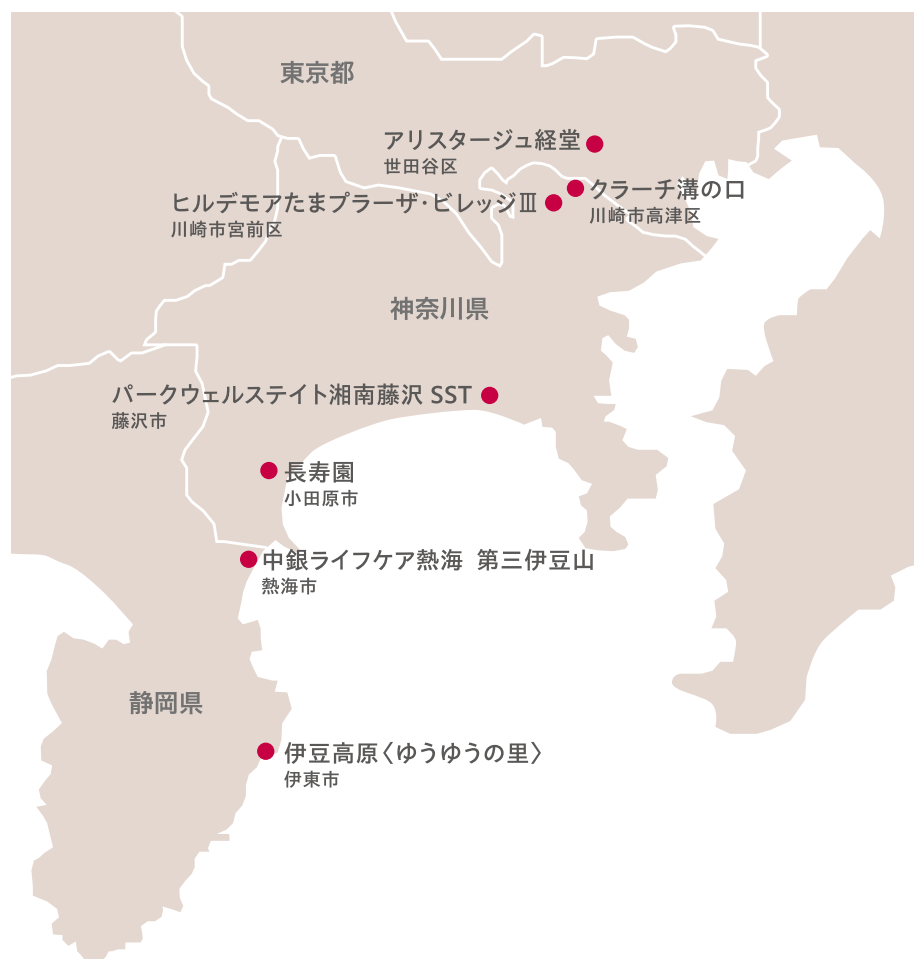 東京都
アリスタージュ経堂
世田谷区
クラーチ溝の口
川崎市高津区
ヒルデモアたまプラーザ・ビレッジⅢ
川崎市宮前区
神奈川県
パークウェルステイト湘南藤沢 SST
藤沢市
長寿園
小田原市
中銀ライフケア熱海 第三伊豆山
熱海市
静岡県
伊豆高原〈ゆうゆうの里〉
伊東市